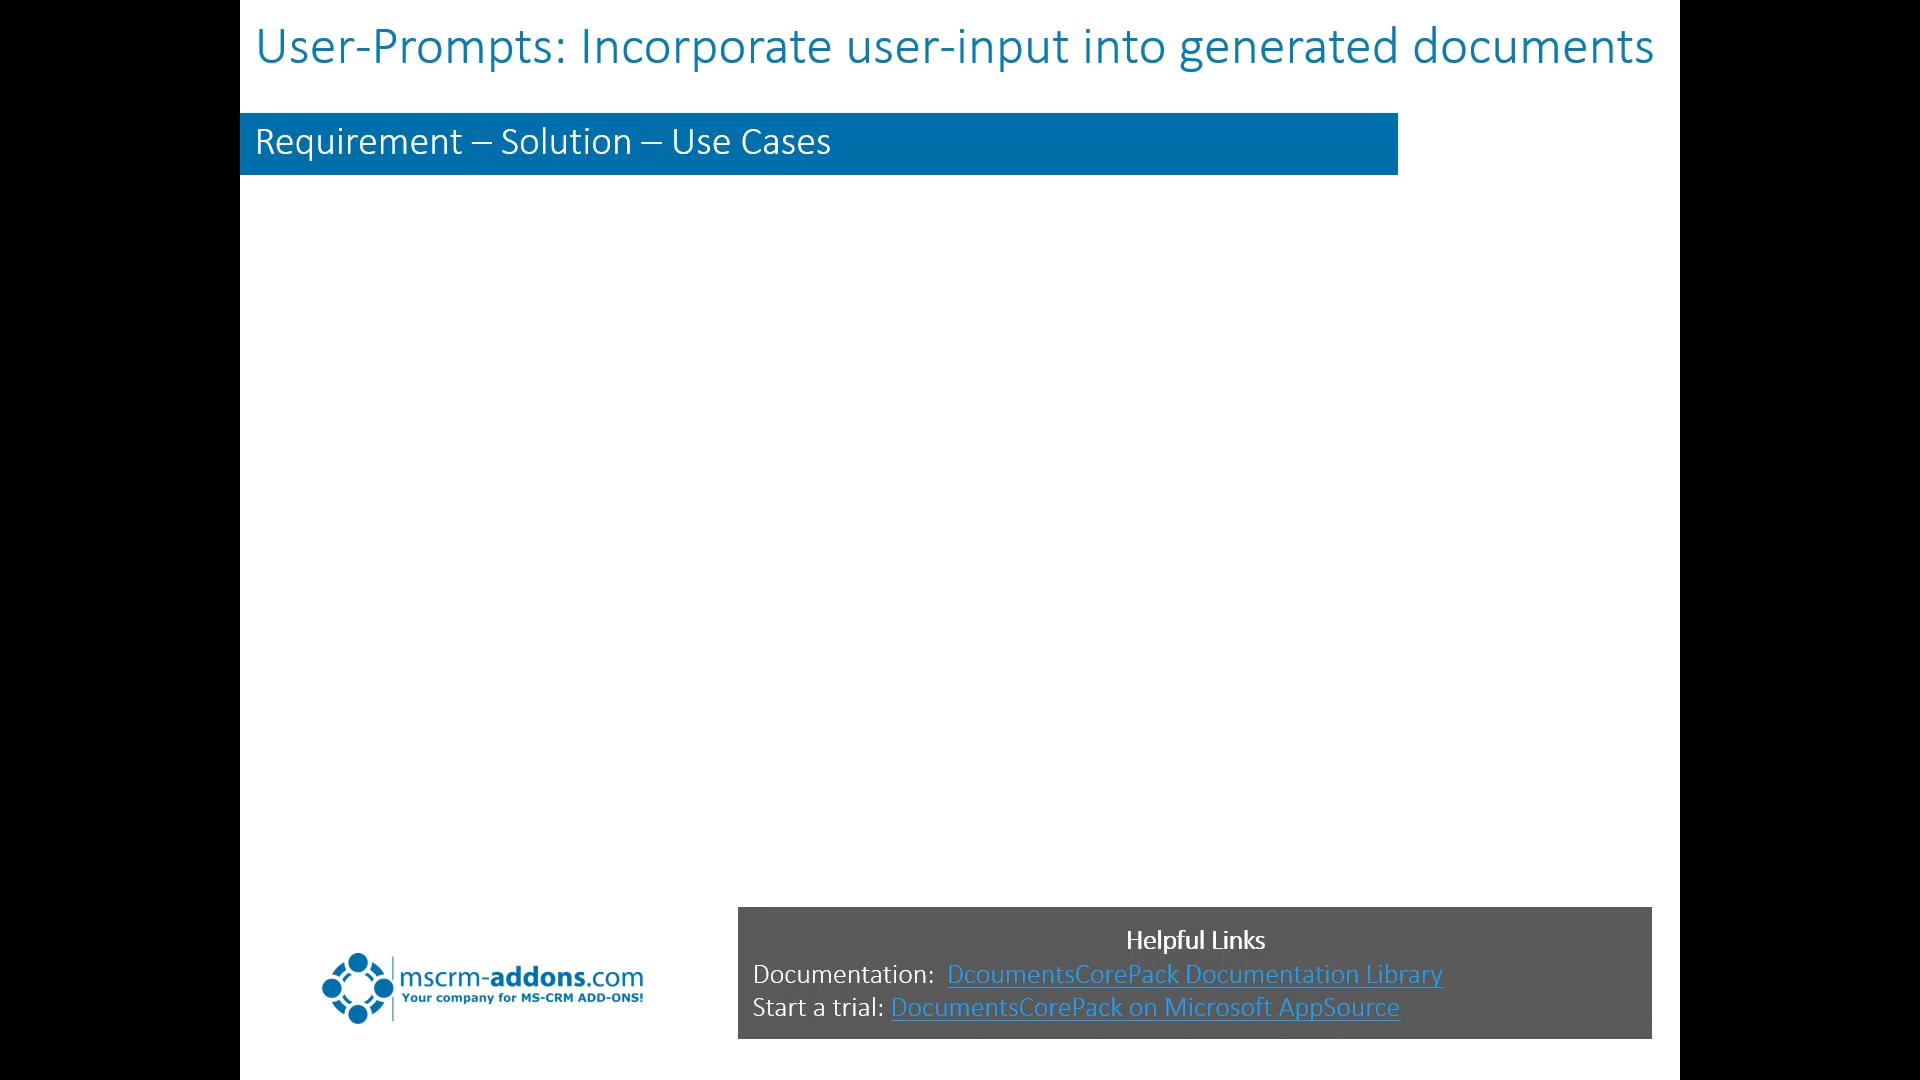 User-Prompts: Incorporate user-input into generated documents
Requirement – Solution – Use Cases
Helpful Links
Documentation: DcoumentsCorePack Documentation Library
Start a trial: DocumentsCorePack on Microsoft AppSource
mscrm-addons.com
Your company for MS-CRM ADD-ONS!